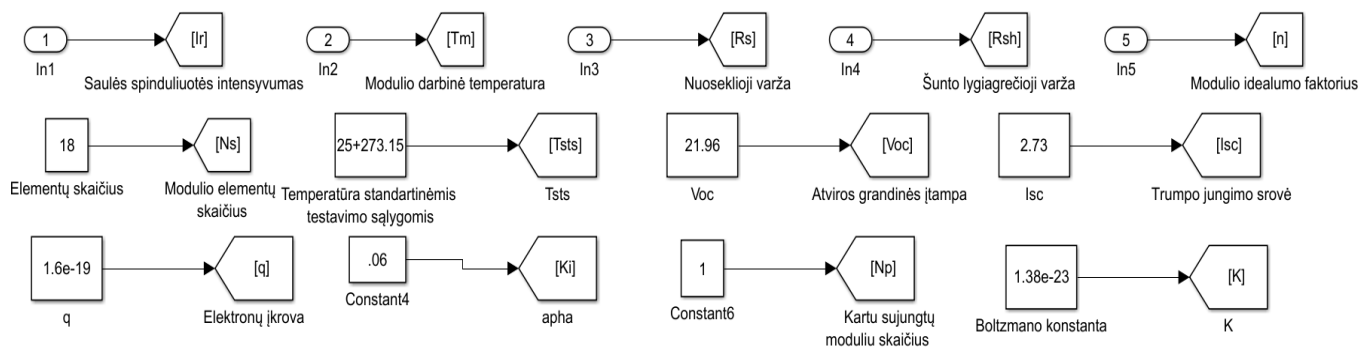 1
[Ir]
In1
Saulės spinduliuotės intensyvumas
2
[Tm]
In2
Modulio darbinė temperatura
3
[Rs]
In3
Nuoseklioji varža
4
[Rsh]
In4
Šunto lygiagrečioji varža
5
[n]
In5
Modulio idealumo faktorius
18
[Ns]
Elementų skaičius
Modulio elementų
skaičius
25+273.15
[Tsts]
Temperatūra standartinėmis
testavimo sąlygomis
Tsts
21.96
[Voc]
Voc
Atviros grandinės įtampa
2.73
[Isc]
Isc
Trumpo jungimo srovė
1.6e-19
[q]
q
Elektronų įkrova
.06
[Ki]
Constant4
apha
1
[Np]
Constant6
Kartu sujungtų
moduliu skaičius
1.38e-23
[K]
Boltzmano konstanta
K